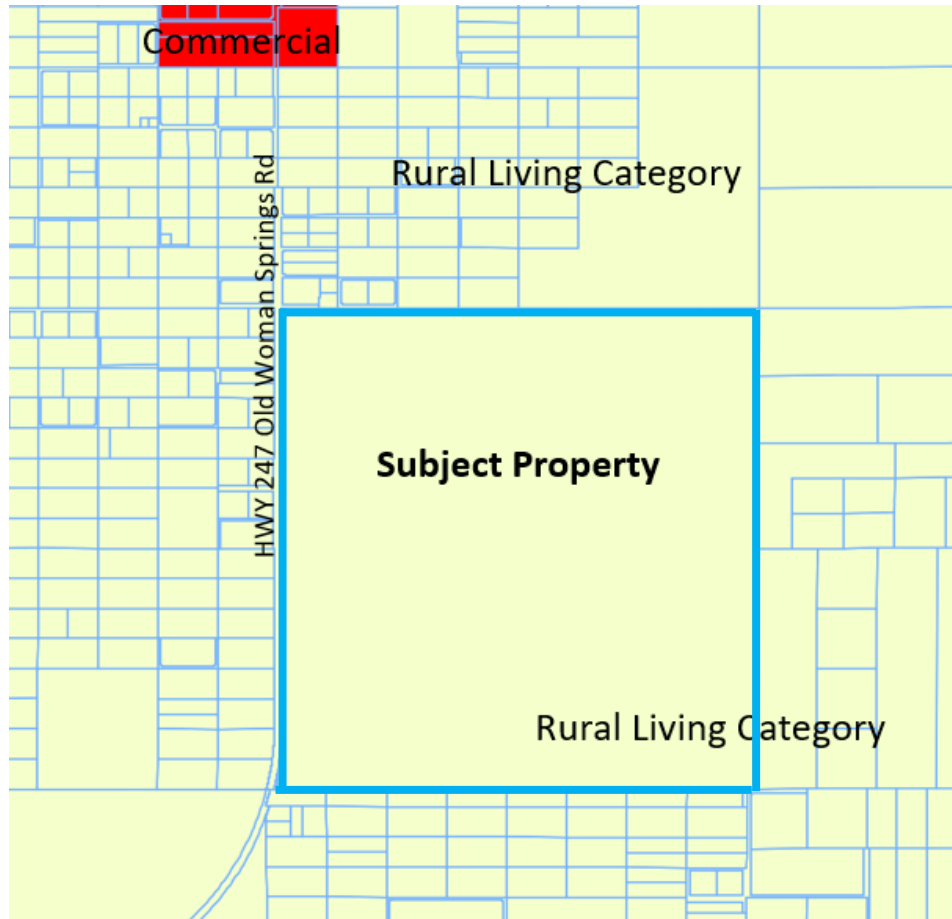 Commercial
Rural Living Category
HWY 247 Old Woman Springs Rd
Subject Property
Rural Living Category